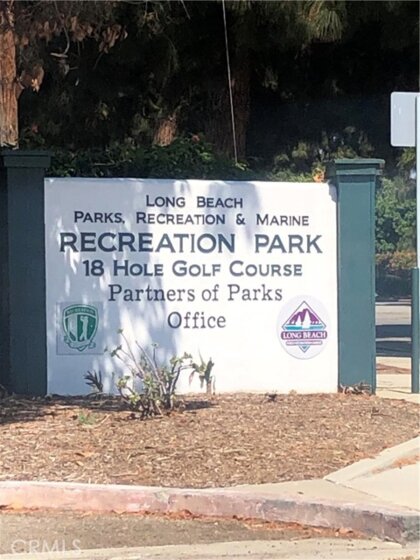 LONG BEACH
PARKS, RECREATION & MARINE
RECREATION PARK
18 HOLE GOLF COURSE
Partners of Parks
Office
LONG BEACH
CRMLS